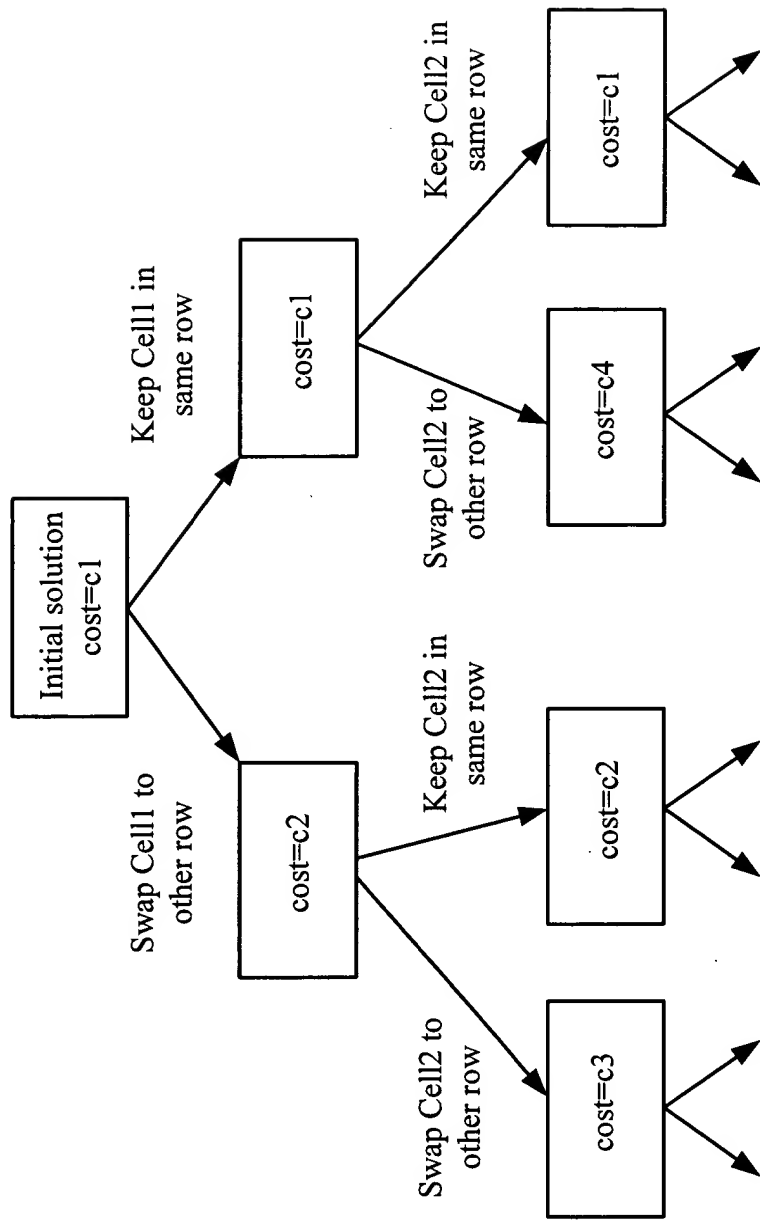 Initial solution
cost=c1
Swap Cell1 to
other row
Keep Cell1 in
same row
cost=c2
cost=c1
Swap Cell2 to
other row
Keep Cell2 in
same row
Swap Cell2 to
other row
Keep Cell2 in
same row
cost=c3
cost=c2
cost=c4
cost=c1